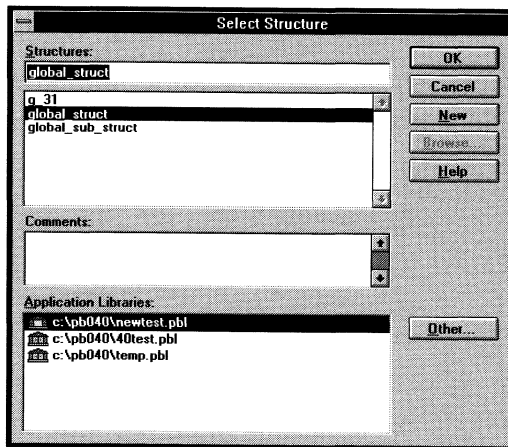 Select Structure
Structures:
global_struct
g_31
global_struct
global_sub_struct
Comments:
Application Libraries:
c:\pb040\newtest.pbl
c:\pb040\40test.pbl
c:\pb040\temp.pbl
OK
Cancel
New
Browse...
Help
Other...